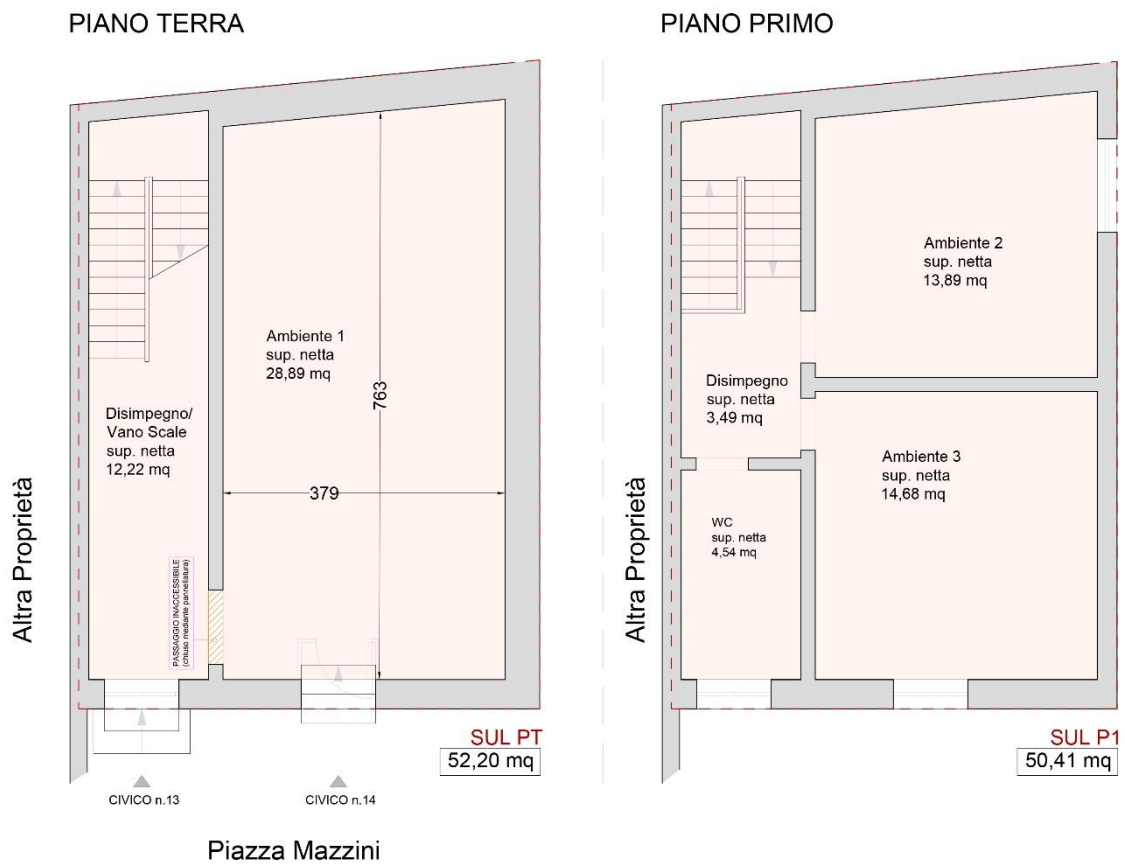 PIANO TERRA
Ambiente 1
sup. netta
28,89 mq
763
379
Disimpegno/
Vano Scale
sup. netta
12,22 mq
PASSAGGIO INACCESSIBILE
(chiuso mediante pannellatura)
Altra Proprietà
SUL PT
52,20 mq
CIVICO n.13
CIVICO n.14
Piazza Mazzini
PIANO PRIMO
Ambiente 2
sup. netta
13,89 mq
Disimpegno
sup. netta
3,49 mq
Ambiente 3
sup. netta
14,68 mq
WC
sup. netta
4,54 mq
Altra Proprietà
SUL P1
50,41 mq